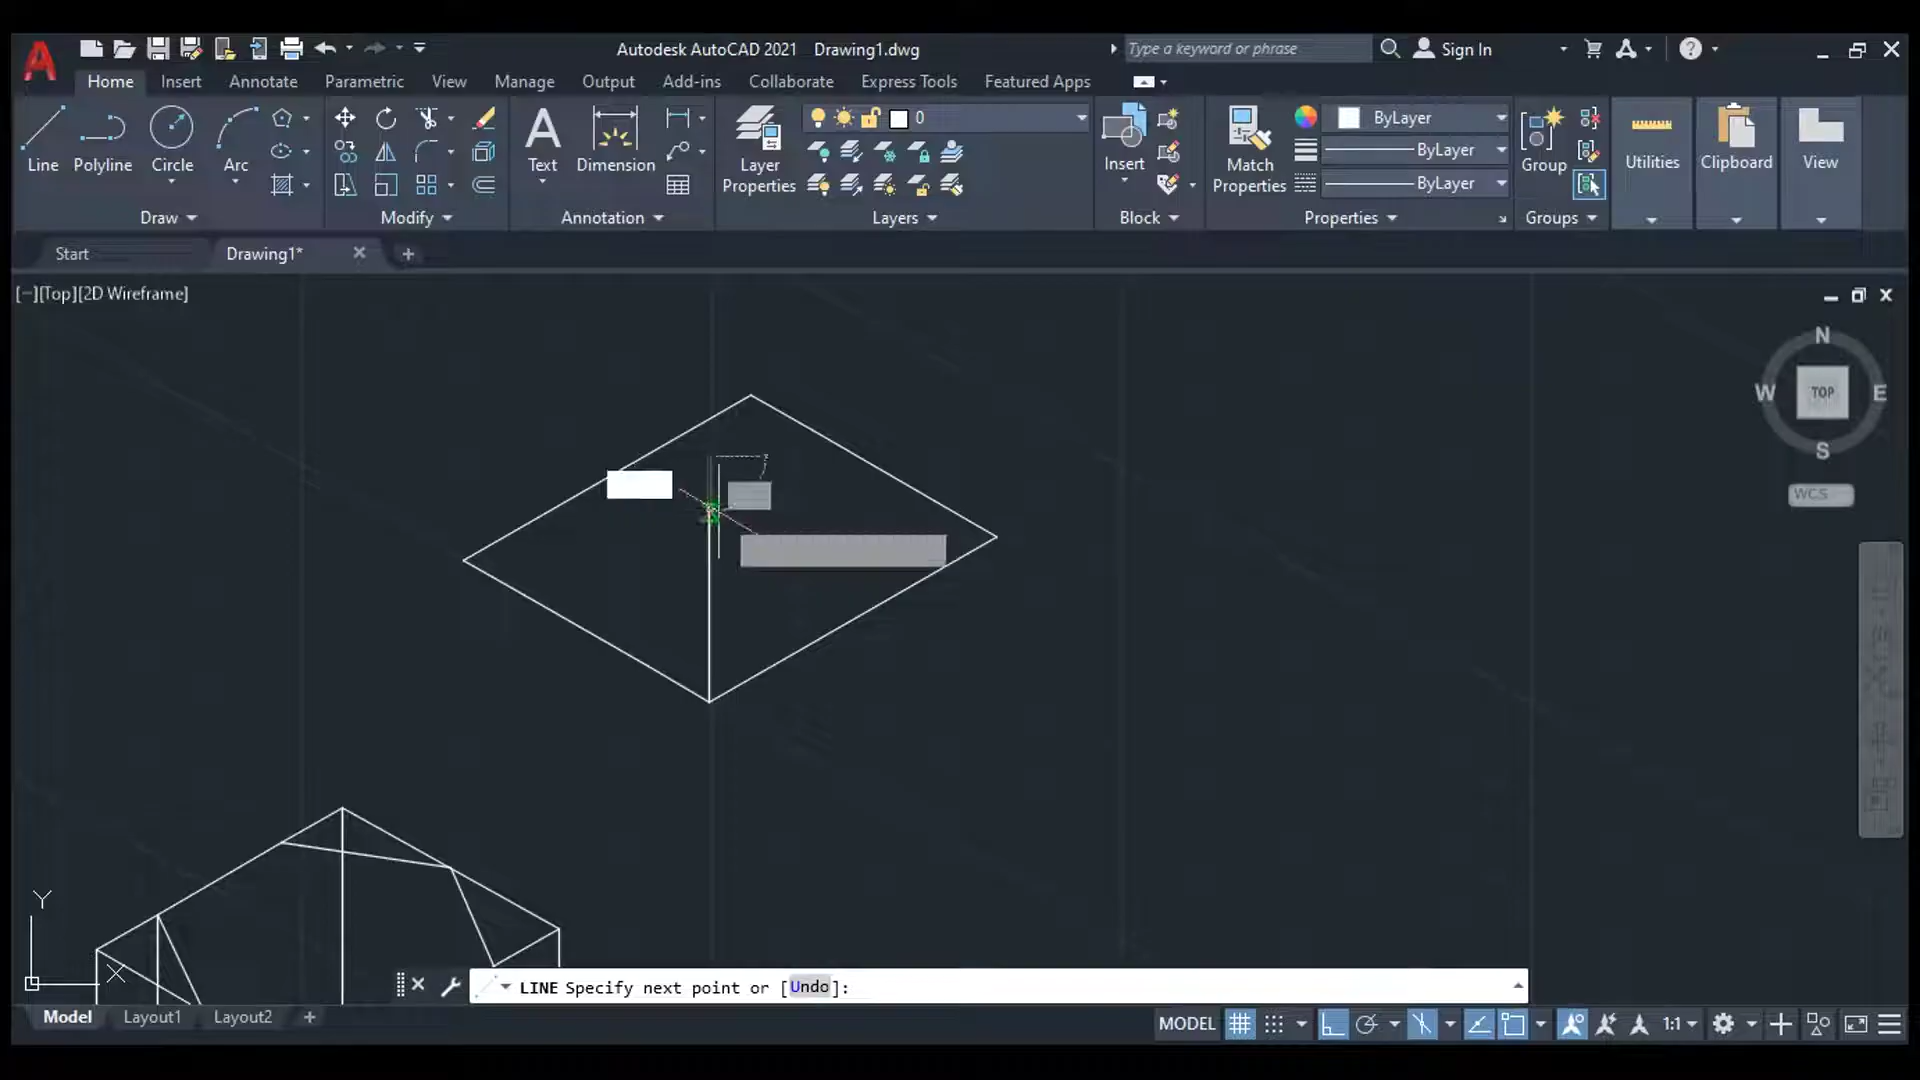 Autodesk AutoCAD 2021 Drawing1.dwg
Type a keyword or phrase
Sign In
Home Insert Annotate Parametric View Manage Output Add-ins Collaborate Express Tools Featured Apps
Line Polyline Circle Arc
Text Dimension
Layer Properties
0
Insert
Match Properties
ByLayer
ByLayer
ByLayer
Group
Utilities
Clipboard
View
Draw Modify Annotation Layers Block Properties Groups
Start Drawing1*
[−][Top][2D Wireframe]
N
W TOP E
S
WCS
Y
X
LINE Specify next point or [Undo]:
Model Layout1 Layout2
MODEL 1:1